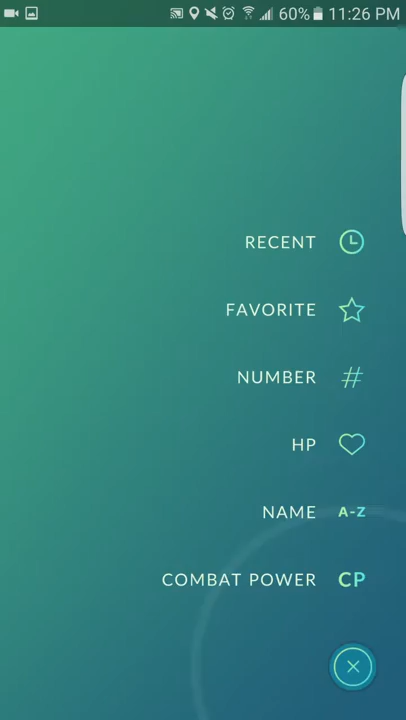 60% 11:26 PM
RECENT
FAVORITE
NUMBER #
HP
NAME A-Z
COMBAT POWER CP